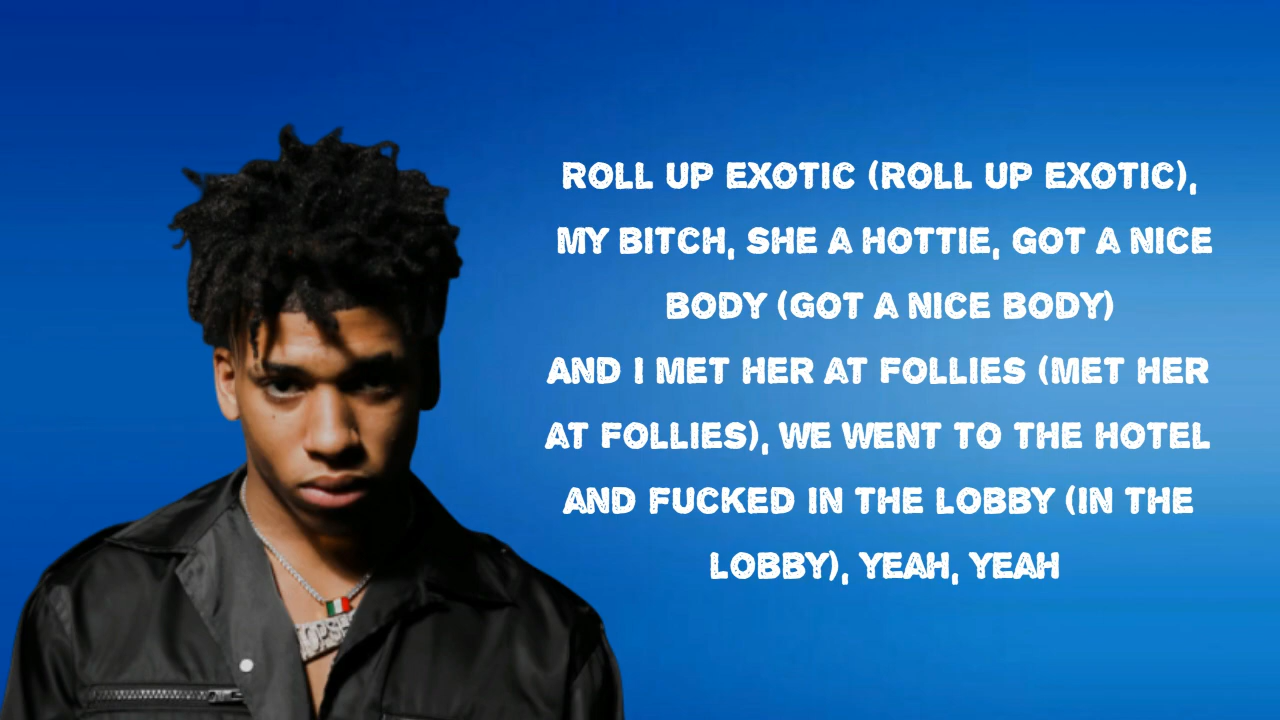 ROLL UP EXOTIC (ROLL UP EXOTIC),
MY BITCH, SHE A HOTTIE, GOT A NICE
BODY (GOT A NICE BODY)
AND I MET HER AT FOLLIES (MET HER
AT FOLLIES), WE WENT TO THE HOTEL
AND FUCKED IN THE LOBBY (IN THE
LOBBY), YEAH, YEAH